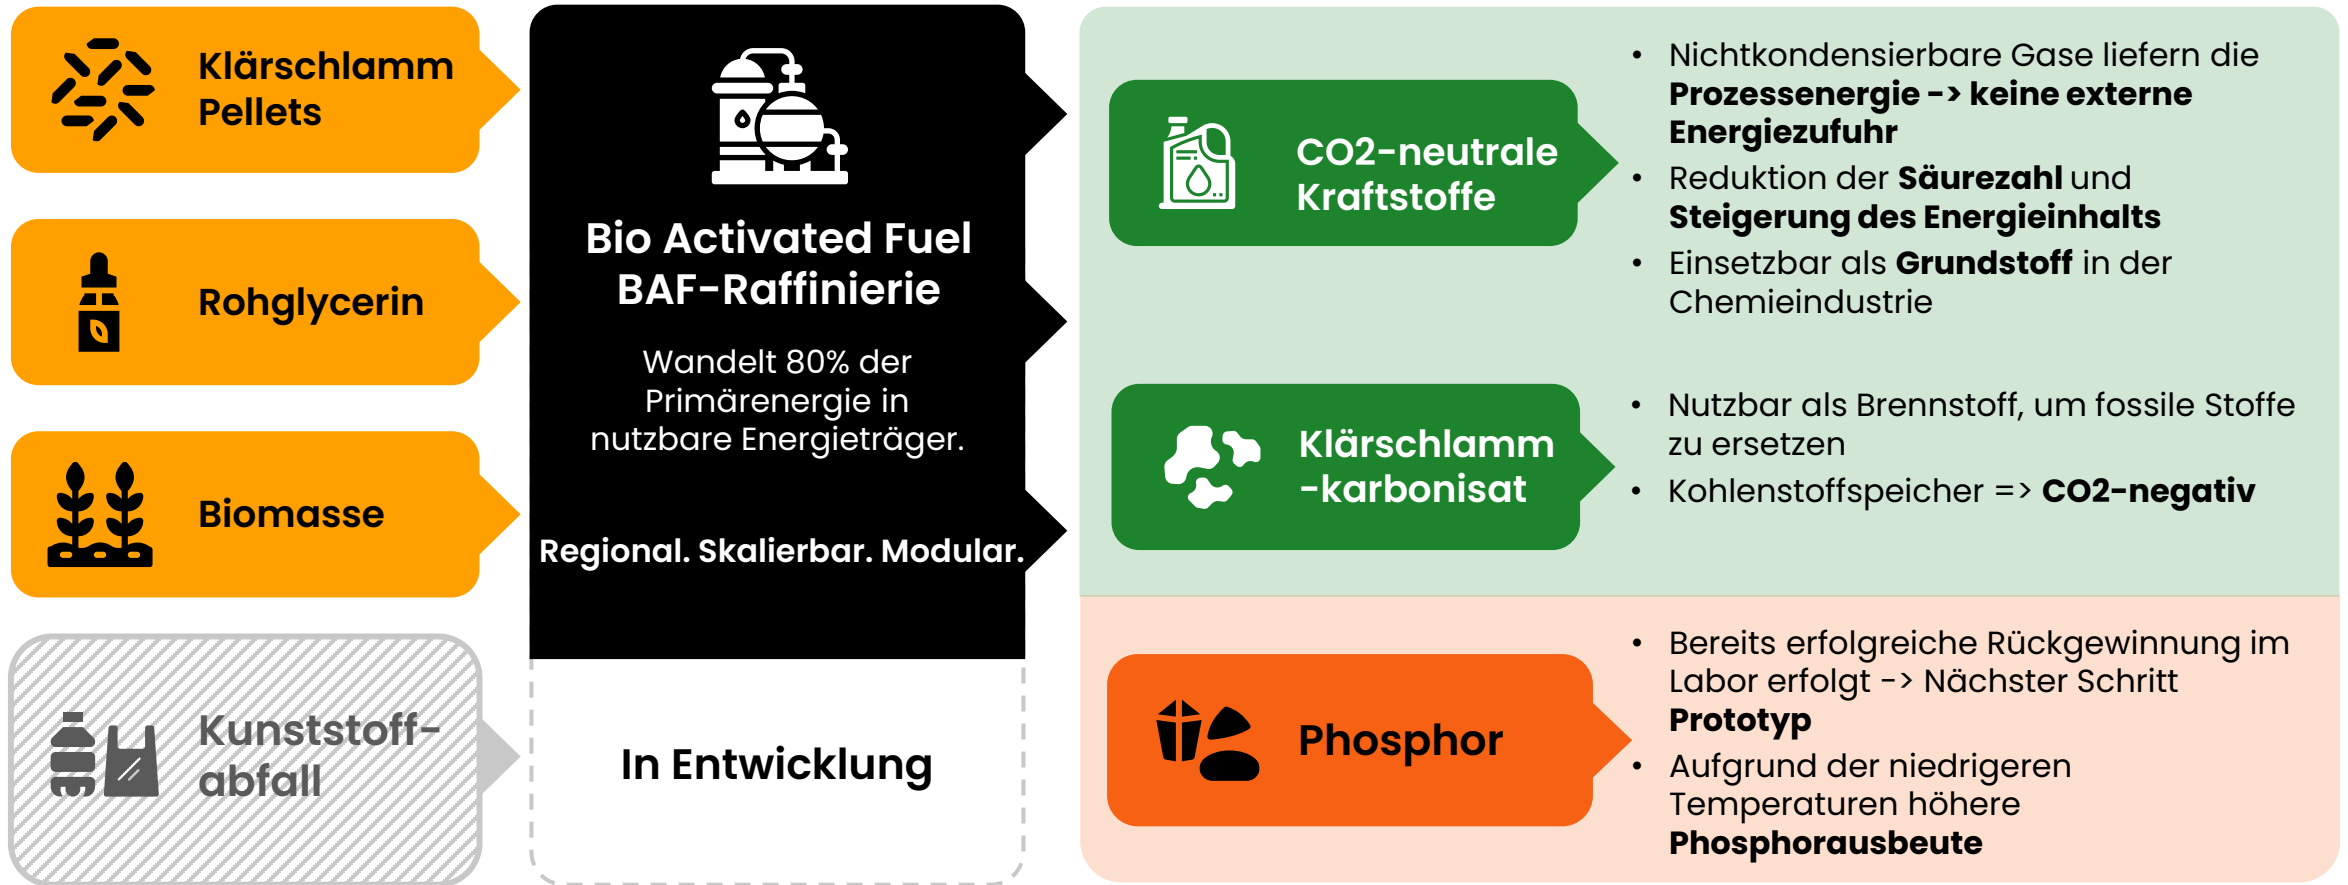 Klärschlamm
Pellets
Rohglycerin
Biomasse
Kunststoff-
abfall
Bio Activated Fuel
BAF-Raffinierie
Wandelt 80% der
Primärenergie in
nutzbare Energieträger.
Regional. Skalierbar. Modular.
In Entwicklung
CO2-neutrale
Kraftstoffe
• Nichtkondensierbare Gase liefern die
Prozessenergie -> keine externe
Energiezufuhr
• Reduktion der Säurezahl und
Steigerung des Energieinhalts
• Einsetzbar als Grundstoff in der
Chemieindustrie
Klärschlamm
-karbonisat
• Nutzbar als Brennstoff, um fossile Stoffe
zu ersetzen
• Kohlenstoffspeicher => CO2-negativ
Phosphor
• Bereits erfolgreiche Rückgewinnung im
Labor erfolgt -> Nächster Schritt
Prototyp
• Aufgrund der niedrigeren
Temperaturen höhere
Phosphorausbeute